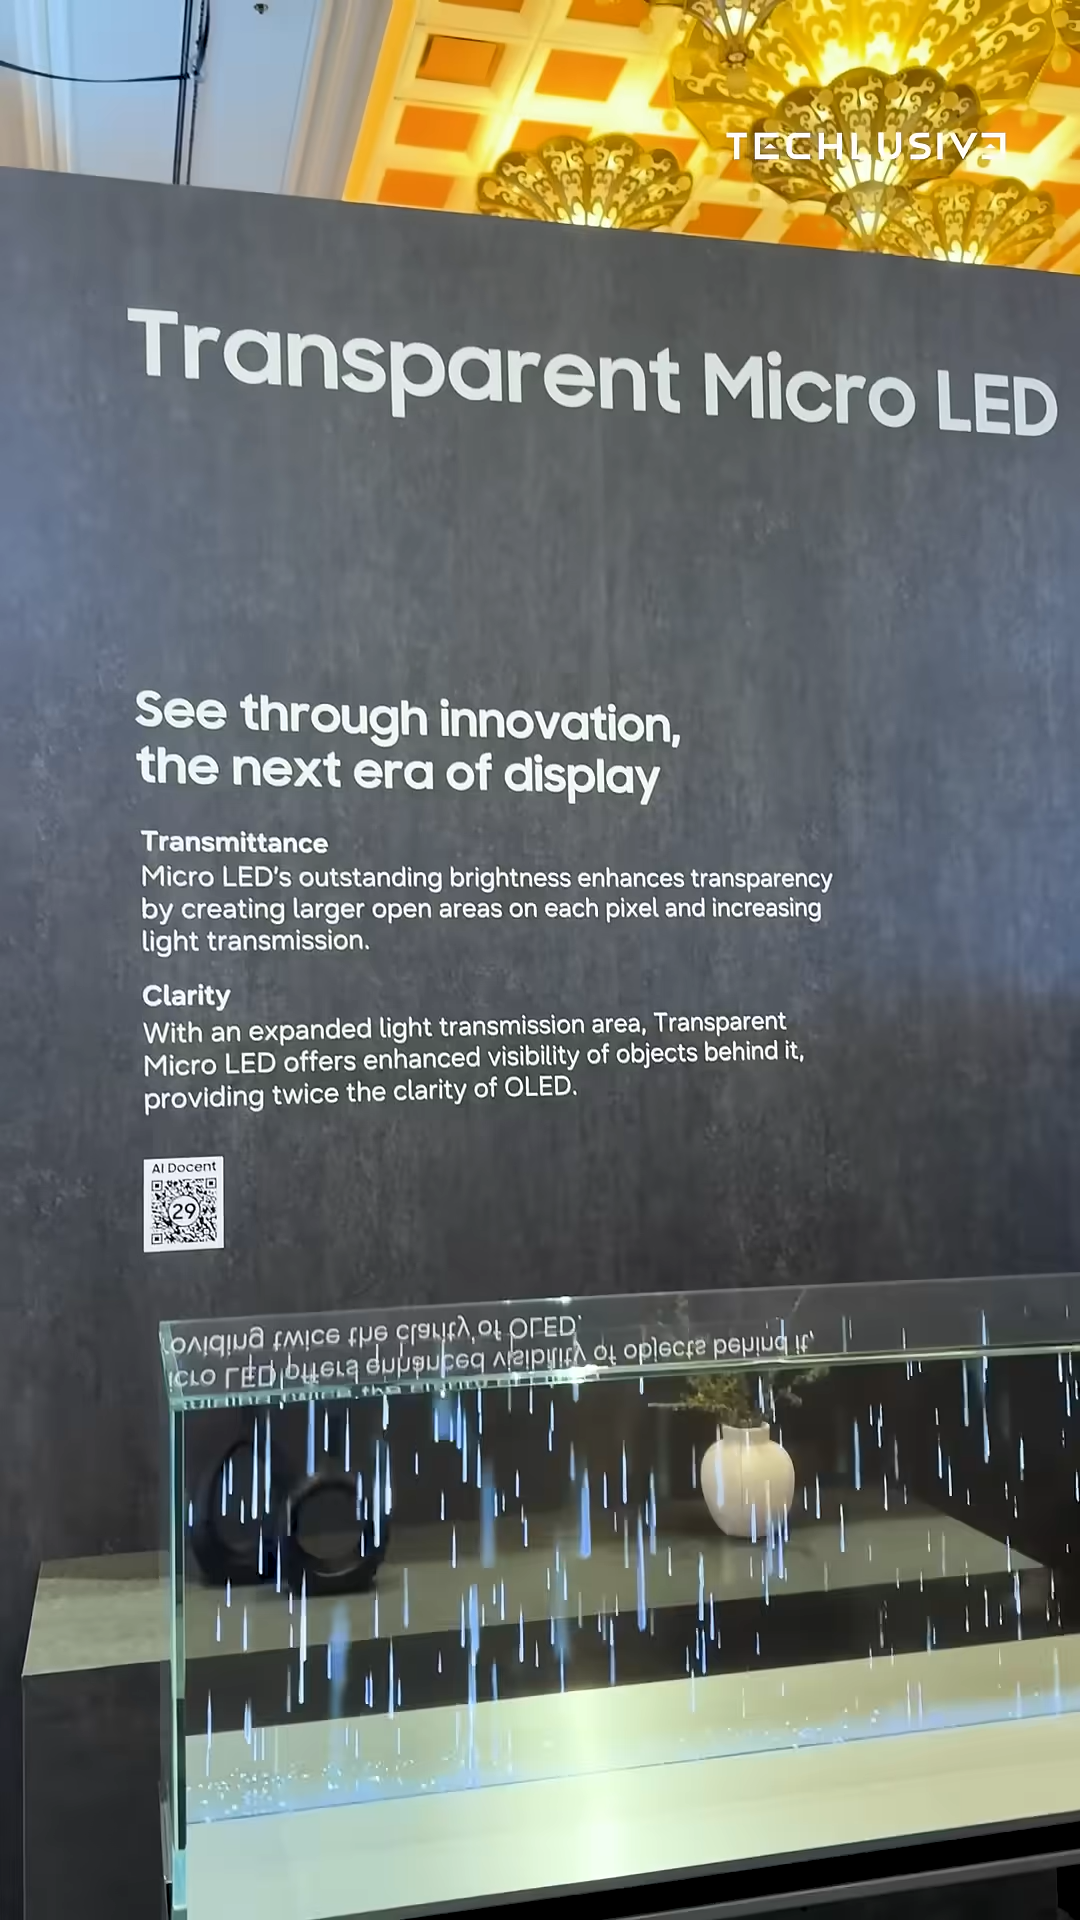 TECHLUSIVE
Transparent Micro LED
See through innovation,
the next era of display
Transmittance
Micro LED's outstanding brightness enhances transparency
by creating larger open areas on each pixel and increasing
light transmission.
Clarity
With an expanded light transmission area, Transparent
Micro LED offers enhanced visibility of objects behind it,
providing twice the clarity of OLED.
AI Docent
29